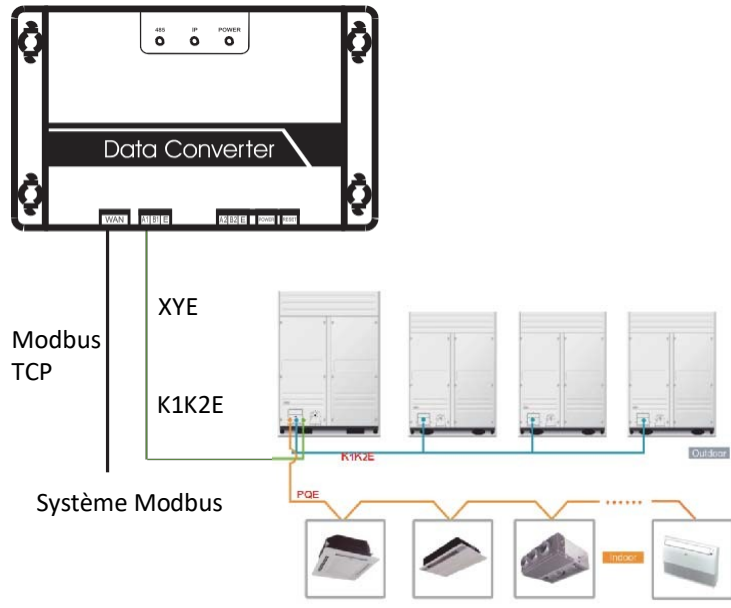 485 IP POWER
Data Converter
WAN A1 B1 E A2 B2 E POWER RESET
XYE
Modbus
TCP
K1K2E
K1K2E
Outdoor
Système Modbus
PQE
Indoor